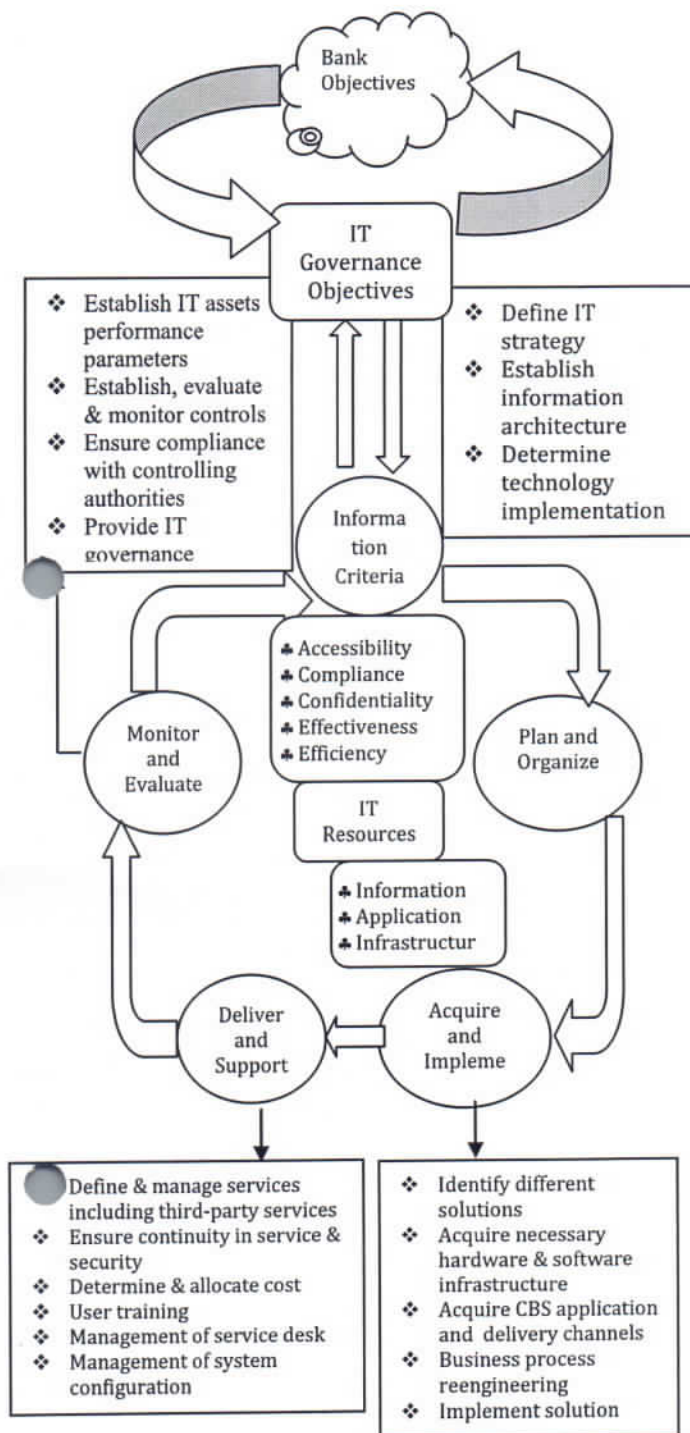 Bank
Objectives
IT
Governance
Objectives
❖ Establish IT assets
performance
parameters
❖ Establish, evaluate
& monitor controls
❖ Ensure compliance
with controlling
authorities
❖ Provide IT
governance
❖ Define IT
strategy
❖ Establish
information
architecture
❖ Determine
technology
implementation
Informa
tion
Criteria
♣ Accessibility
♣ Compliance
♣ Confidentiality
♣ Effectiveness
♣ Efficiency
Monitor
and
Evaluate
Plan and
Organize
IT
Resources
♣ Information
♣ Application
♣ Infrastructur
Deliver
and
Support
Acquire
and
Impleme
Define & manage services
including third-party services
❖ Ensure continuity in service &
security
❖ Determine & allocate cost
❖ User training
❖ Management of service desk
❖ Management of system
configuration
❖ Identify different
solutions
❖ Acquire necessary
hardware & software
infrastructure
❖ Acquire CBS application
and delivery channels
❖ Business process
reengineering
❖ Implement solution